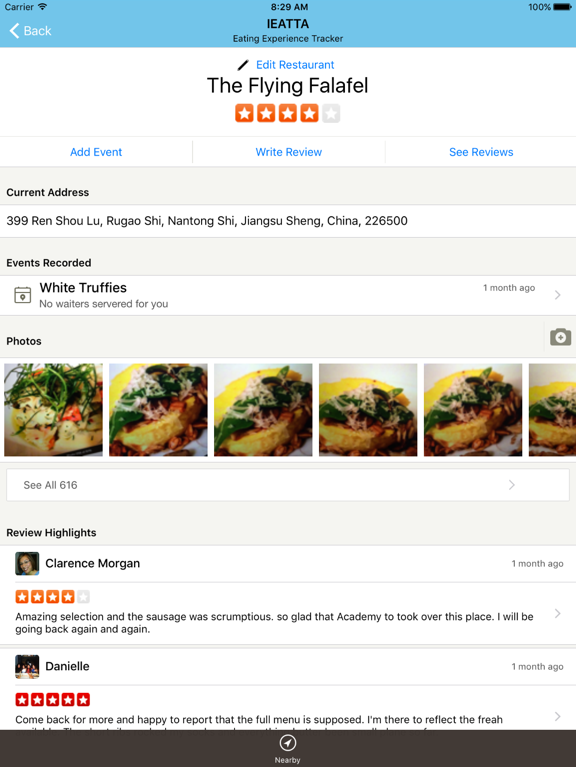 Carrier 8:29 AM 100%
Back IEATTA
Eating Experience Tracker
Edit Restaurant
The Flying Falafel
Add Event Write Review See Reviews
Current Address
399 Ren Shou Lu, Rugao Shi, Nantong Shi, Jiangsu Sheng, China, 226500
Events Recorded
White Truffies 1 month ago
No waiters servered for you
Photos
See All 616
Review Highlights
Clarence Morgan 1 month ago
Amazing selection and the sausage was scrumptious. so glad that Academy to took over this place. I will be
going back again and again.
Danielle 1 month ago
Come back for more and happy to report that the full menu is supposed. I'm there to reflect the freah
Nearby